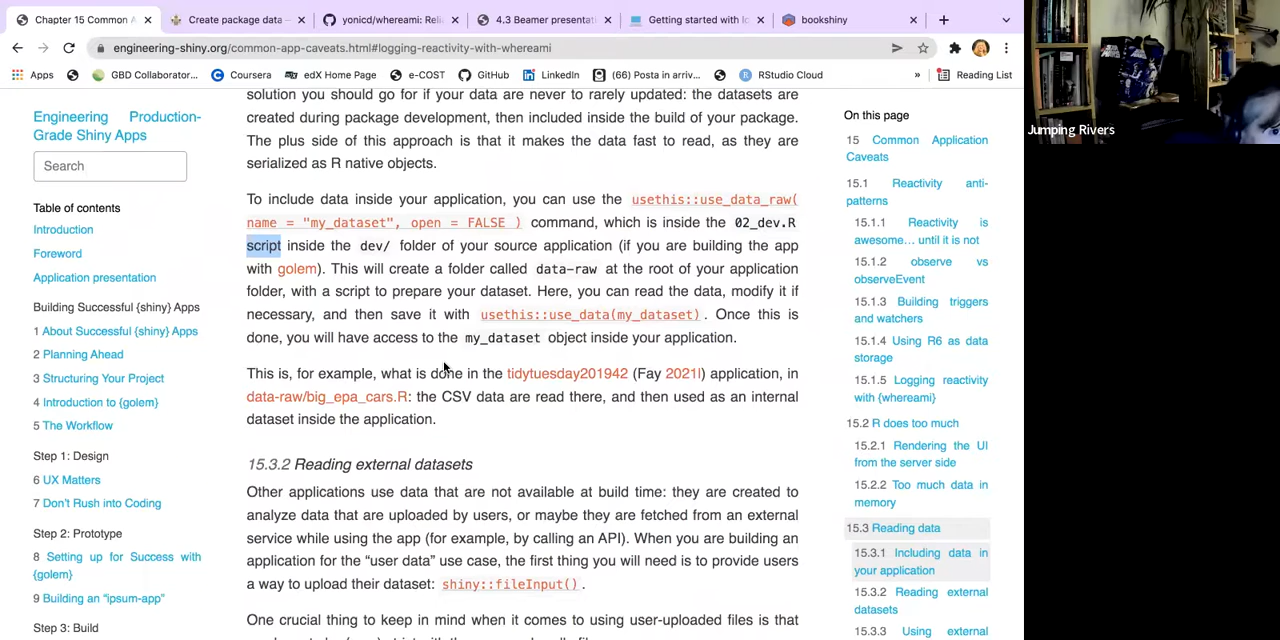 Chapter 15 Common A
Create package data –
yonicd/whereami: Reli
4.3 Beamer presentat
Getting started with lo
bookshiny
engineering-shiny.org/common-app-caveats.html#logging-reactivity-with-whereami
Apps
GBD Collaborator...
Coursera
edX Home Page
e-COST
GitHub
LinkedIn
(66) Posta in arriv...
RStudio Cloud
»
Reading List
Engineering Production-
Grade Shiny Apps
Search
Table of contents
Introduction
Foreword
Application presentation
Building Successful {shiny} Apps
1 About Successful {shiny} Apps
2 Planning Ahead
3 Structuring Your Project
4 Introduction to {golem}
5 The Workflow
Step 1: Design
6 UX Matters
7 Don't Rush into Coding
Step 2: Prototype
8 Setting up for Success with
{golem}
9 Building an “ipsum-app”
Step 3: Build
solution you should go for if your data are never to rarely updated: the datasets are
created during package development, then included inside the build of your package.
The plus side of this approach is that it makes the data fast to read, as they are
serialized as R native objects.
To include data inside your application, you can use the usethis::use_data_raw(
name = "my_dataset", open = FALSE ) command, which is inside the 02_dev.R
script inside the dev/ folder of your source application (if you are building the app
with golem). This will create a folder called data-raw at the root of your application
folder, with a script to prepare your dataset. Here, you can read the data, modify it if
necessary, and then save it with usethis::use_data(my_dataset). Once this is
done, you will have access to the my_dataset object inside your application.
This is, for example, what is done in the tidytuesday201942 (Fay 2021l) application, in
data-raw/big_epa_cars.R: the CSV data are read there, and then used as an internal
dataset inside the application.
15.3.2 Reading external datasets
Other applications use data that are not available at build time: they are created to
analyze data that are uploaded by users, or maybe they are fetched from an external
service while using the app (for example, by calling an API). When you are building an
application for the “user data” use case, the first thing you will need is to provide users
a way to upload their dataset: shiny::fileInput().
One crucial thing to keep in mind when it comes to using user-uploaded files is that
On this page
15 Common Application
Caveats
15.1 Reactivity anti-
patterns
15.1.1 Reactivity is
awesome… until it is not
15.1.2 observe vs
observeEvent
15.1.3 Building triggers
and watchers
15.1.4 Using R6 as data
storage
15.1.5 Logging reactivity
with {whereami}
15.2 R does too much
15.2.1 Rendering the UI
from the server side
15.2.2 Too much data in
memory
15.3 Reading data
15.3.1 Including data in
your application
15.3.2 Reading external
datasets
15.3.3 Using external
Jumping Rivers